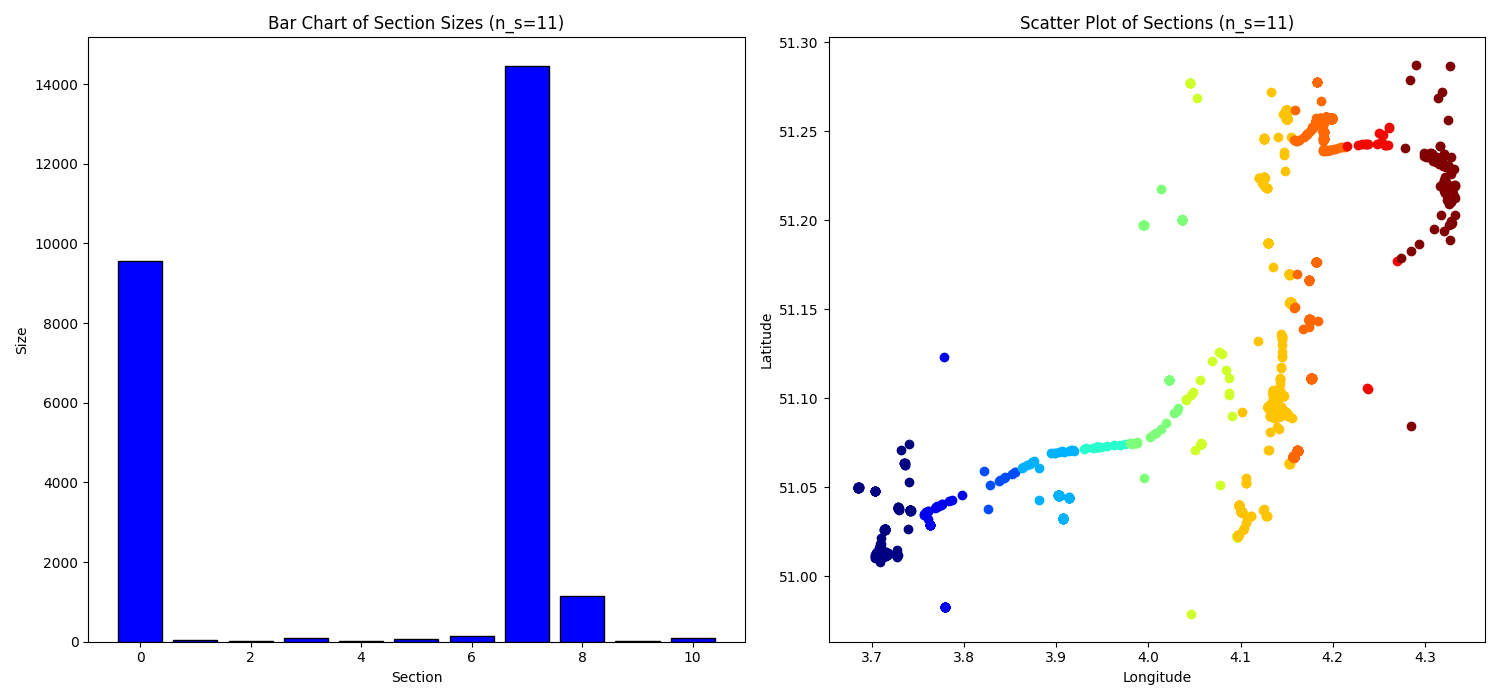 Bar Chart of Section Sizes (n_s=11)
14000
12000
10000
8000
6000
4000
2000
0
Size
0 2 4 6 8 10
Section
Scatter Plot of Sections (n_s=11)
51.30
51.25
51.20
51.15
51.10
51.05
51.00
Latitude
3.7 3.8 3.9 4.0 4.1 4.2 4.3
Longitude